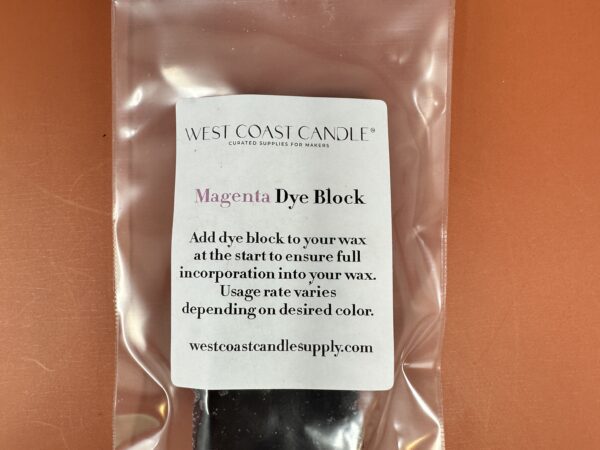 WEST COAST CANDLE®
CURATED SUPPLIES FOR MAKERS
Magenta Dye Block
Add dye block to your wax
at the start to ensure full
incorporation into your wax.
Usage rate varies
depending on desired color.
westcoastcandlesupply.com